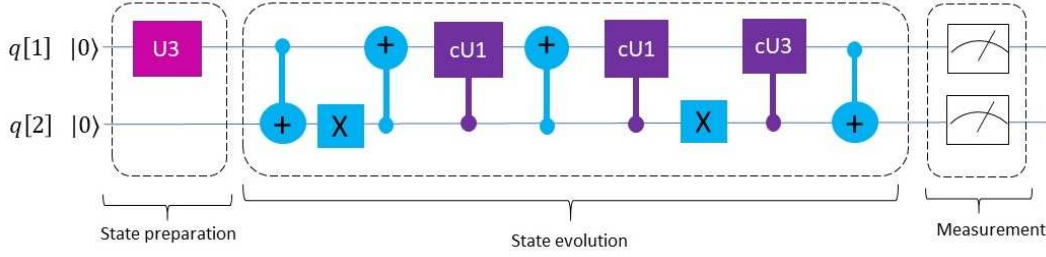 q[1] |0⟩ U3 + cU1 + cU1 cU3
q[2] |0⟩ + X X +
State preparation
State evolution
Measurement